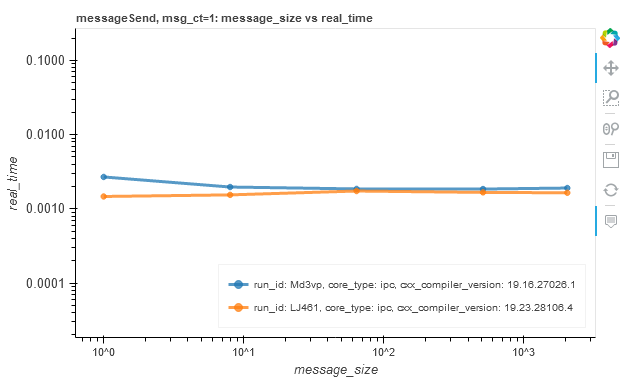 messageSend, msg_ct=1: message_size vs real_time
0.1000
0.0100
0.0010
0.0001
real_time
10^0
10^1
10^2
10^3
message_size
run_id: Md3vp, core_type: ipc, cxx_compiler_version: 19.16.27026.1
run_id: LJ461, core_type: ipc, cxx_compiler_version: 19.23.28106.4